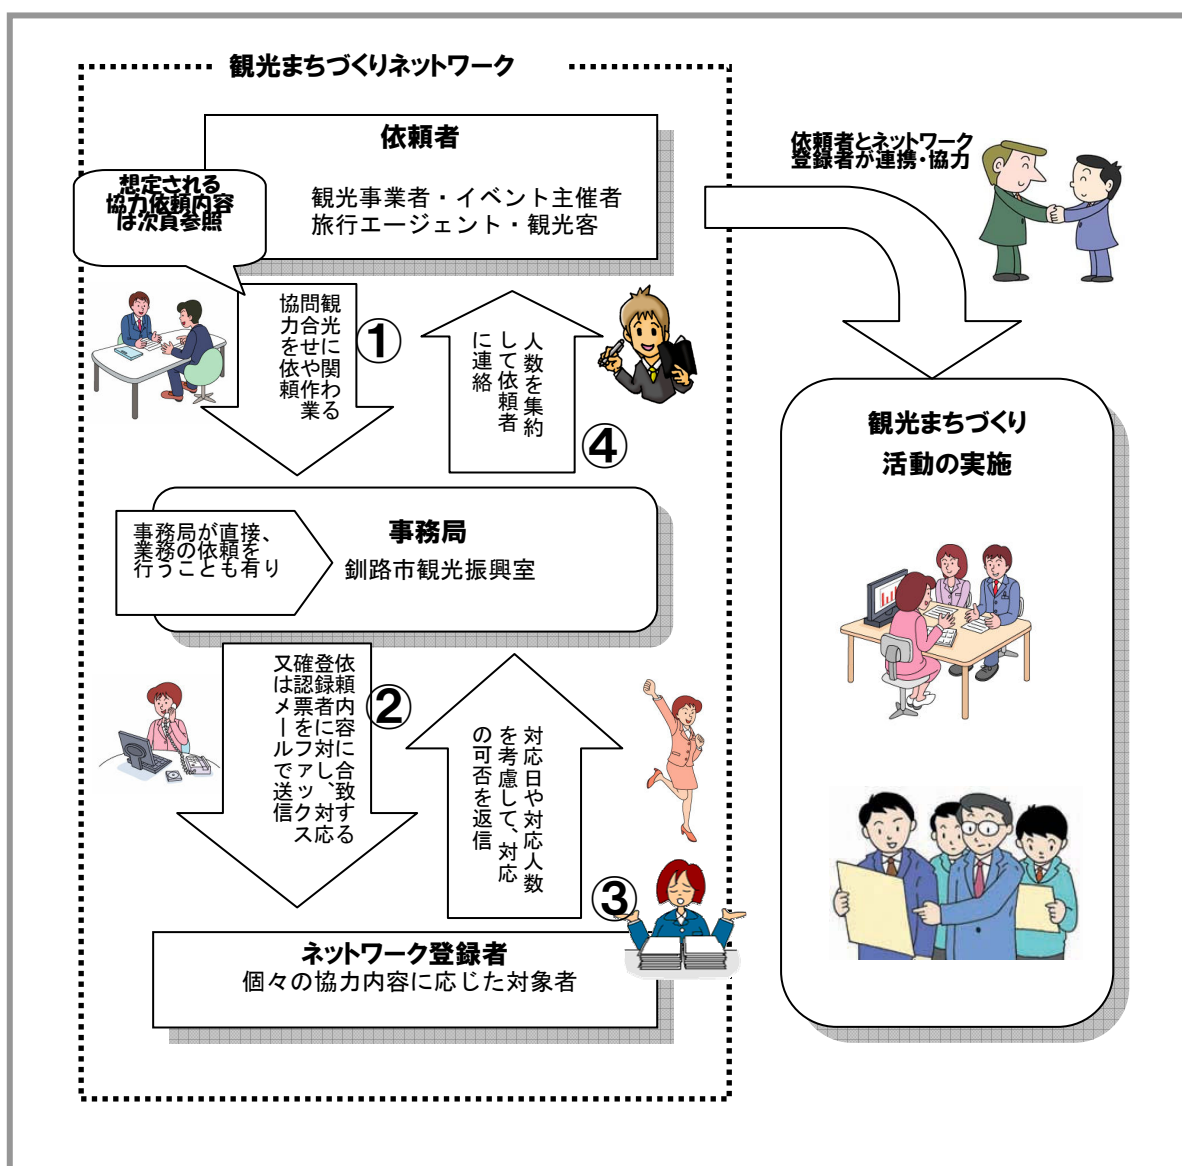 観光まちづくりネットワーク
依頼者
観光事業者・イベント主催者
旅行エージェント・観光客
想定される
協力依頼内容
は次頁参照
観光に関わる
問合せや作業
協力を依頼
①
人数を集約
して依頼者
に連絡
④
事務局
釧路市観光振興室
事務局が直接、
業務の依頼を
行うことも有り
依頼内容に合致する
登録者に対し、対応
確認票をファックス
又はメールで送信
②
対応日や対応人数
を考慮して、対応
の可否を返信
③
ネットワーク登録者
個々の協力内容に応じた対象者
依頼者とネットワーク
登録者が連携・協力
観光まちづくり
活動の実施